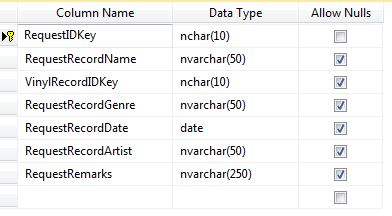 Column Name Data Type Allow Nulls
RequestIDKey nchar(10)
RequestRecordName nvarchar(50)
VinylRecordIDKey nchar(10)
RequestRecordGenre nvarchar(50)
RequestRecordDate date
RequestRecordArtist nvarchar(50)
RequestRemarks nvarchar(250)